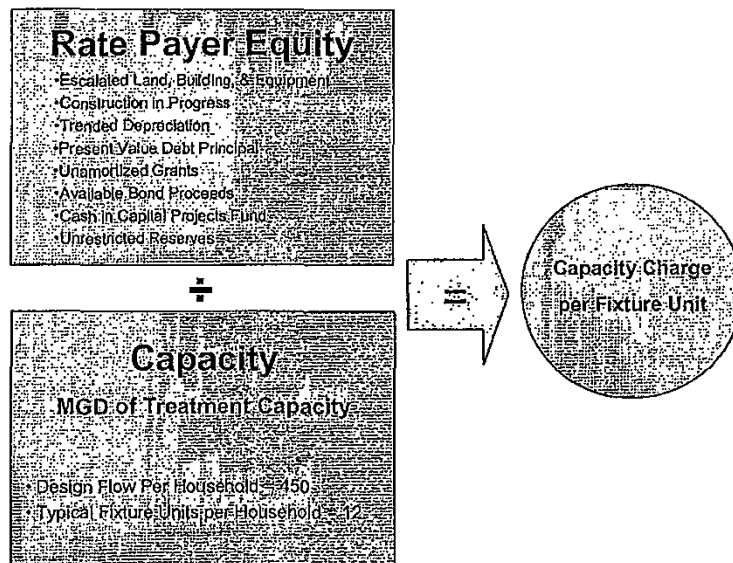 Rate Payer Equity
•Escalated Land, Building, & Equipment
•Construction in Progress
•Trended Depreciation
•Present Value Debt Principal
•Unamortized Grants
•Available Bond Proceeds
•Cash in Capital Projects Fund
•Unrestricted Reserves
÷
=
Capacity Charge
per Fixture Unit
Capacity
MGD of Treatment Capacity
• Design Flow Per Household – 450
• Typical Fixture Units per Household – 12